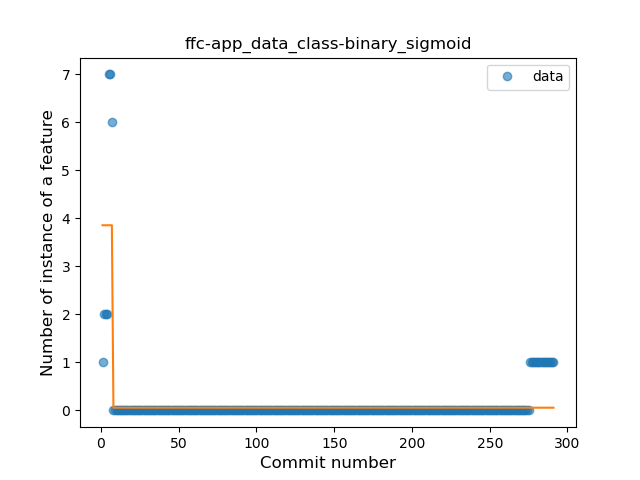 ffc-app_data_class-binary_sigmoid
data
Number of instance of a feature
7
6
5
4
3
2
1
0
0 50 100 150 200 250 300
Commit number